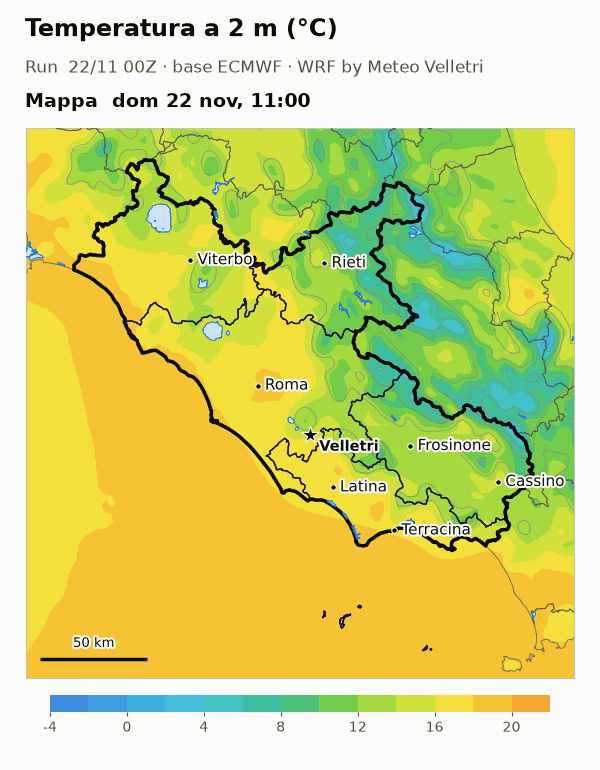 Temperatura a 2 m (°C)
Run  22/11 00Z · base ECMWF · WRF by Meteo Velletri
Mappa  dom 22 nov, 11:00
Viterbo
Rieti
Roma
Velletri
Frosinone
Cassino
Latina
Terracina
50 km
-4 0 4 8 12 16 20